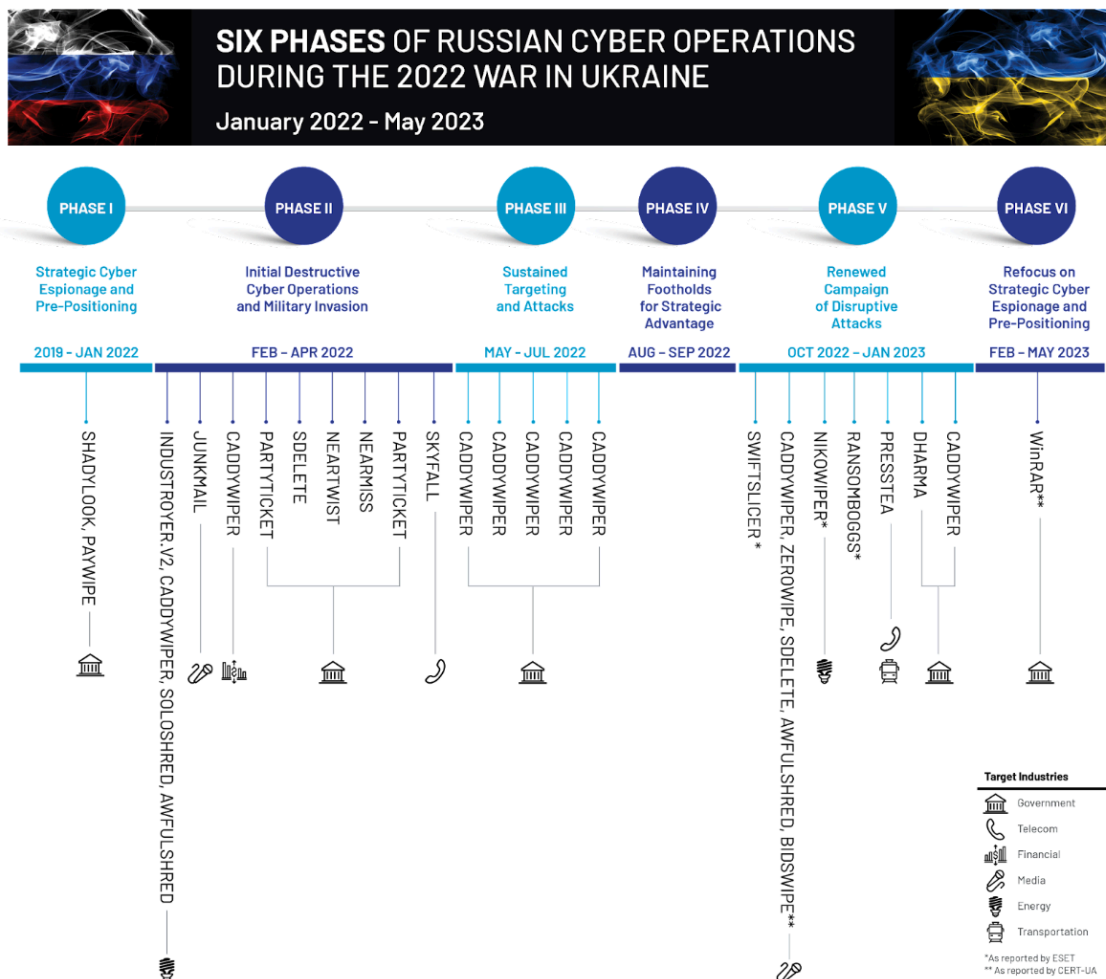 SIX PHASES OF RUSSIAN CYBER OPERATIONS
DURING THE 2022 WAR IN UKRAINE
January 2022 - May 2023
PHASE I
PHASE II
PHASE III
PHASE IV
PHASE V
PHASE VI
Strategic Cyber
Espionage and
Pre-Positioning
Initial Destructive
Cyber Operations
and Military Invasion
Sustained
Targeting
and Attacks
Maintaining
Footholds
for Strategic
Advantage
Renewed
Campaign
of Disruptive
Attacks
Refocus on
Strategic Cyber
Espionage and
Pre-Positioning
2019 - JAN 2022
FEB - APR 2022
MAY - JUL 2022
AUG - SEP 2022
OCT 2022 - JAN 2023
FEB - MAY 2023
SHADYLOOK, PAYWIPE
INDUSTROYER.V2, CADDYWIPER, SOLOSHRED, AWFULSHRED
JUNKMAIL
CADDYWIPER
PARTYTICKET
SDELETE
NEARTWIST
NEARMISS
PARTYTICKET
SKYFALL
CADDYWIPER
CADDYWIPER
CADDYWIPER
CADDYWIPER
CADDYWIPER
SWIFTSLICER*
CADDYWIPER, ZEROWIPE, SDELETE, AWFULSHRED, BIDSWIPE**
NIKOWIPER*
RANSOMBOGGS*
PRESSTEA
DHARMA
CADDYWIPER
WinRAR**
Target Industries
Government
Telecom
Financial
Media
Energy
Transportation
*As reported by ESET
** As reported by CERT-UA